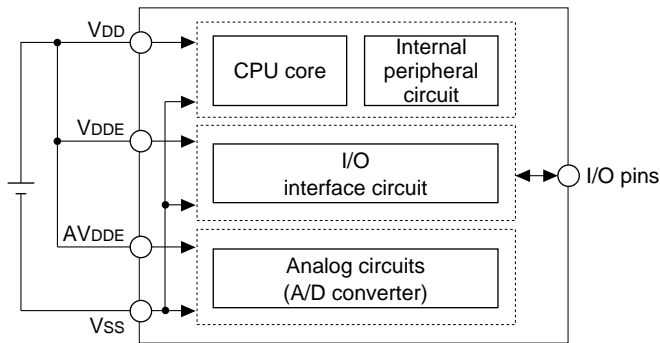 VDD
CPU core
Internal
peripheral
circuit
VDDE
I/O
interface circuit
I/O pins
AVDDE
Analog circuits
(A/D converter)
VSS